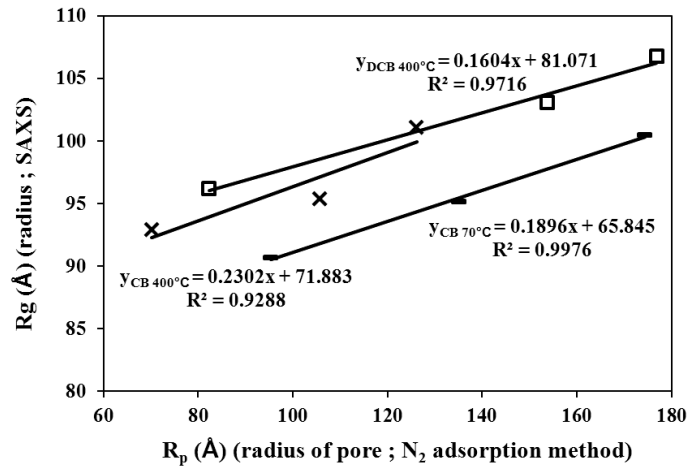 110
105
100
95
90
85
80
60
80
100
120
140
160
180
Rg (Å) (radius ; SAXS)
Rp (Å) (radius of pore ; N2 adsorption method)
yDCB 400°C = 0.1604x + 81.071
R² = 0.9716
yCB 70°C = 0.1896x + 65.845
R² = 0.9976
yCB 400°C = 0.2302x + 71.883
R² = 0.9288